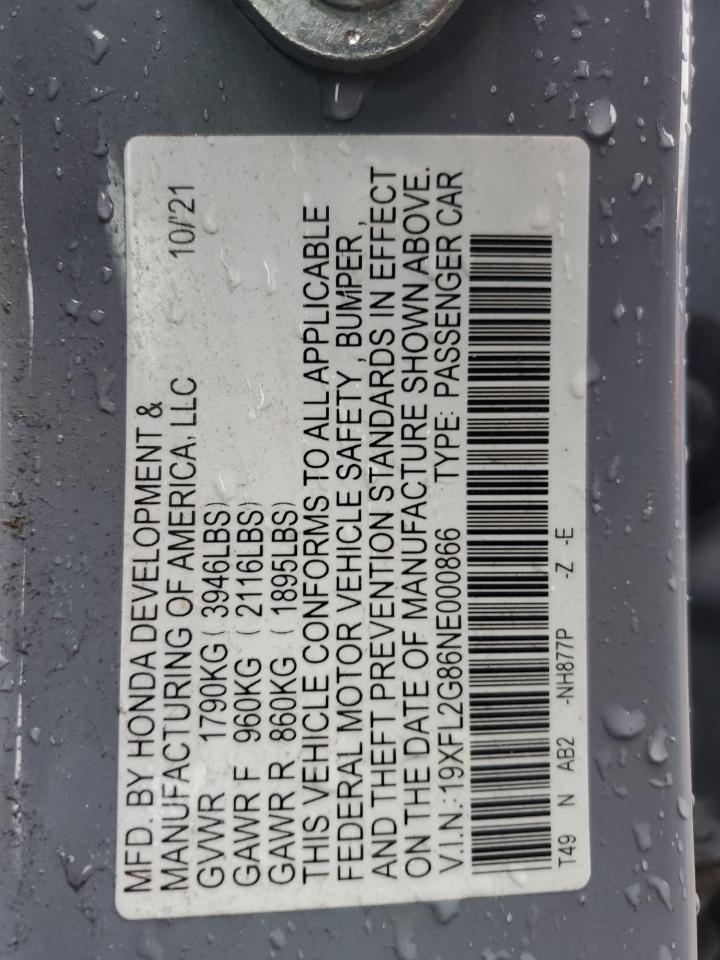 MFD. BY HONDA DEVELOPMENT &
MANUFACTURING OF AMERICA, LLC 10/'21
GVWR 1790KG ( 3946LBS)
GAWR F 960KG ( 2116LBS)
GAWR R 860KG ( 1895LBS)
THIS VEHICLE CONFORMS TO ALL APPLICABLE
FEDERAL MOTOR VEHICLE SAFETY , BUMPER ,
AND THEFT PREVENTION STANDARDS IN EFFECT
ON THE DATE OF MANUFACTURE SHOWN ABOVE.
V.I.N.: 19XFL2G86NE000866 TYPE: PASSENGER CAR
T49 N AB2 -NH877P -Z -E